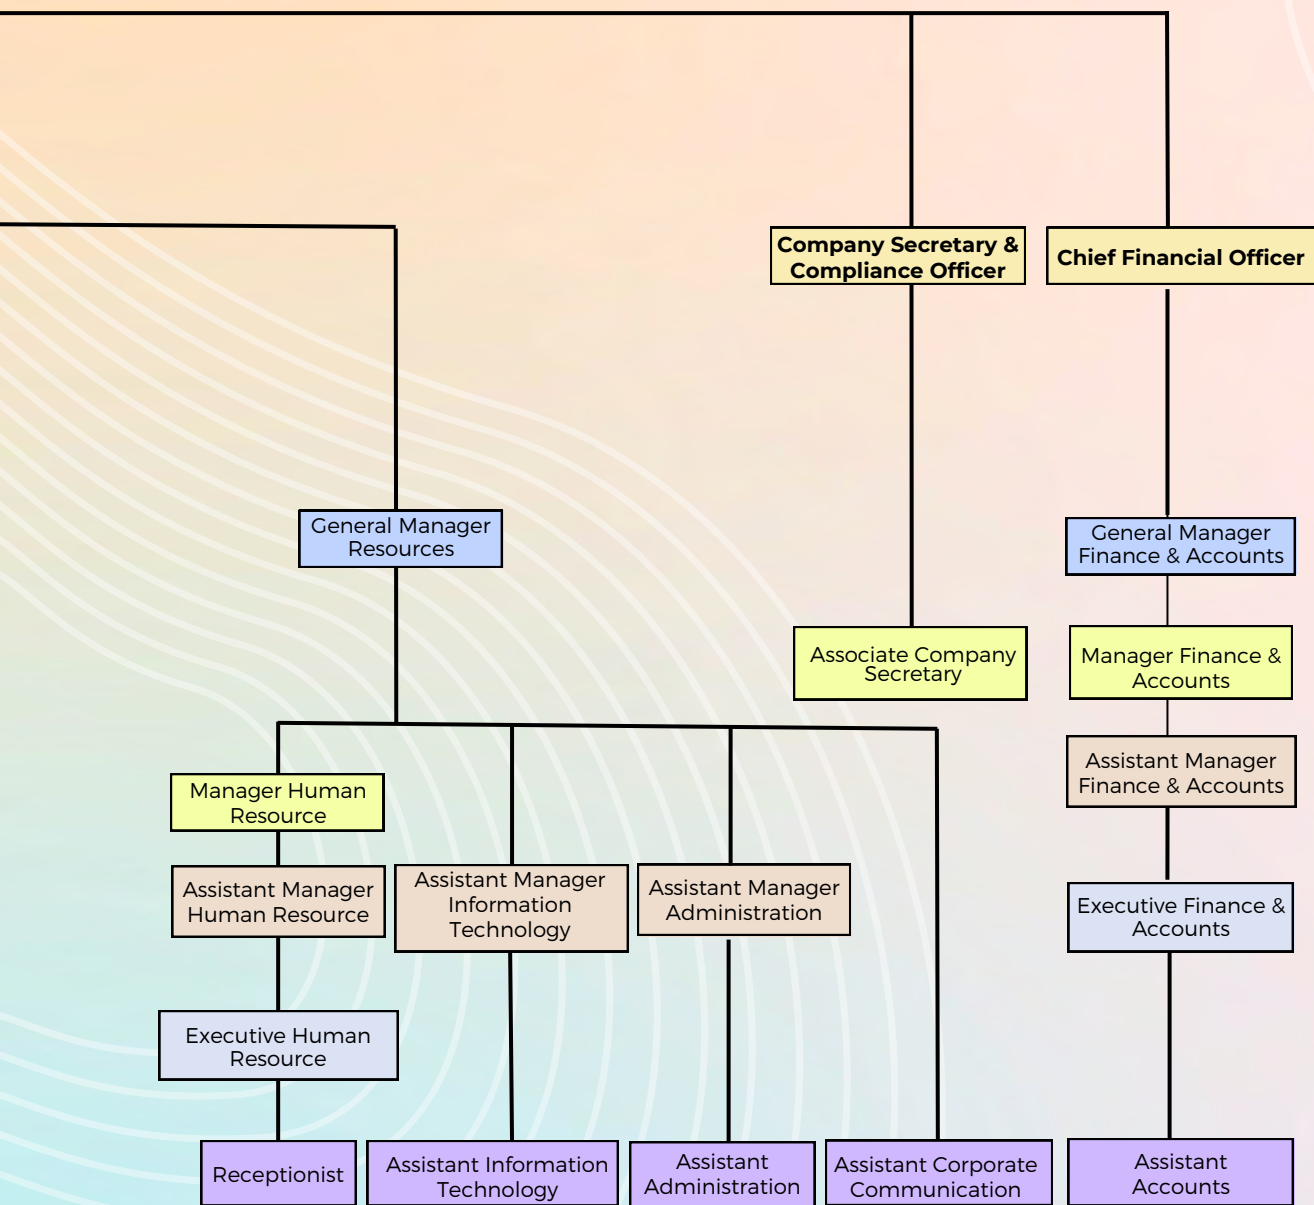 Company Secretary &
Compliance Officer
Chief Financial Officer
General Manager
Resources
General Manager
Finance & Accounts
Associate Company
Secretary
Manager Finance &
Accounts
Assistant Manager
Finance & Accounts
Manager Human
Resource
Assistant Manager
Human Resource
Assistant Manager
Information
Technology
Assistant Manager
Administration
Executive Finance &
Accounts
Executive Human
Resource
Receptionist
Assistant Information
Technology
Assistant
Administration
Assistant Corporate
Communication
Assistant
Accounts